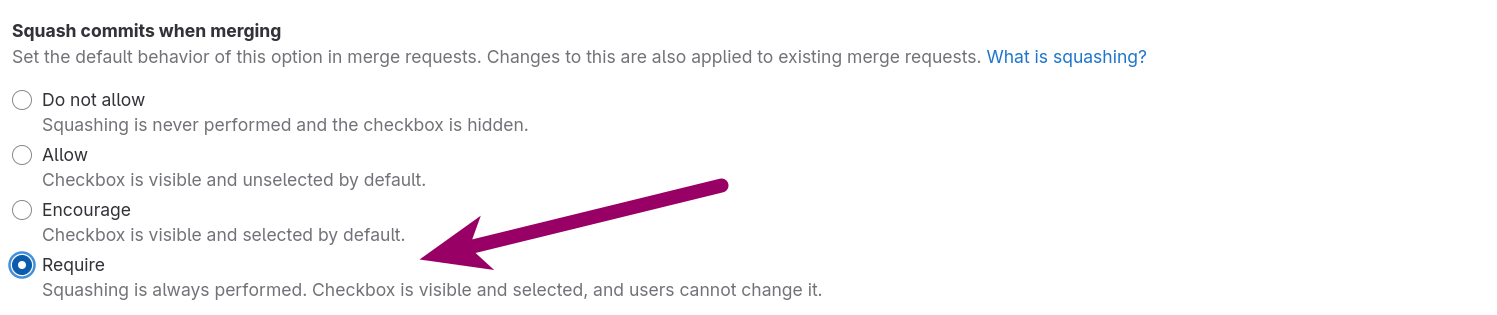 Squash commits when merging
Set the default behavior of this option in merge requests. Changes to this are also applied to existing merge requests. What is squashing?
Do not allow
Squashing is never performed and the checkbox is hidden.
Allow
Checkbox is visible and unselected by default.
Encourage
Checkbox is visible and selected by default.
Require
Squashing is always performed. Checkbox is visible and selected, and users cannot change it.